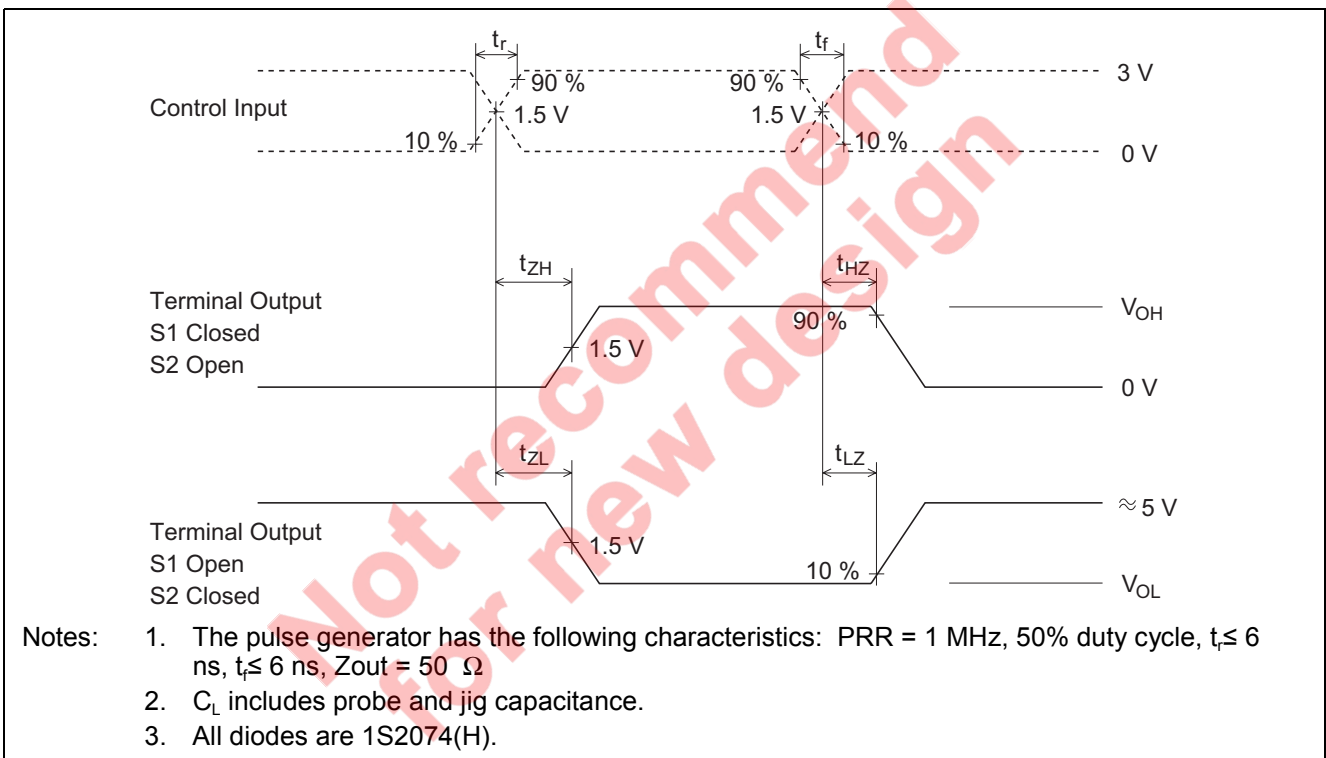 tr tf
3 V
90 % 90 %
Control Input 1.5 V 1.5 V
10 % 10 %
0 V
tZH tHZ
Terminal Output
S1 Closed
S2 Open
VOH
90 %
1.5 V
0 V
tZL tLZ
≈ 5 V
Terminal Output
S1 Open
S2 Closed
1.5 V
10 %
VOL
Notes: 1. The pulse generator has the following characteristics: PRR = 1 MHz, 50% duty cycle, tr≤ 6
ns, tf≤ 6 ns, Zout = 50 Ω
2. CL includes probe and jig capacitance.
3. All diodes are 1S2074(H).
Not recommend
for new design